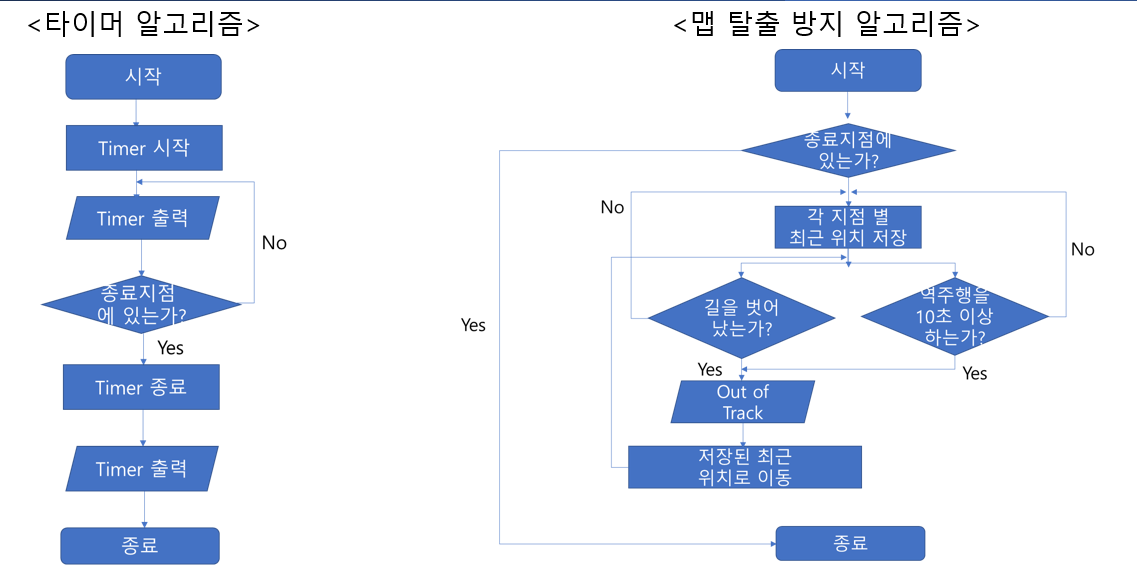 <타이머 알고리즘>
시작
Timer 시작
Timer 출력
No
종료지점
에 있는가?
Yes
Timer 종료
Timer 출력
종료
<맵 탈출 방지 알고리즘>
시작
종료지점에
있는가?
Yes
각 지점 별
최근 위치 저장
No
길을 벗어
났는가?
Yes
No
역주행을
10초 이상
하는가?
Yes
Out of
Track
저장된 최근
위치로 이동
종료